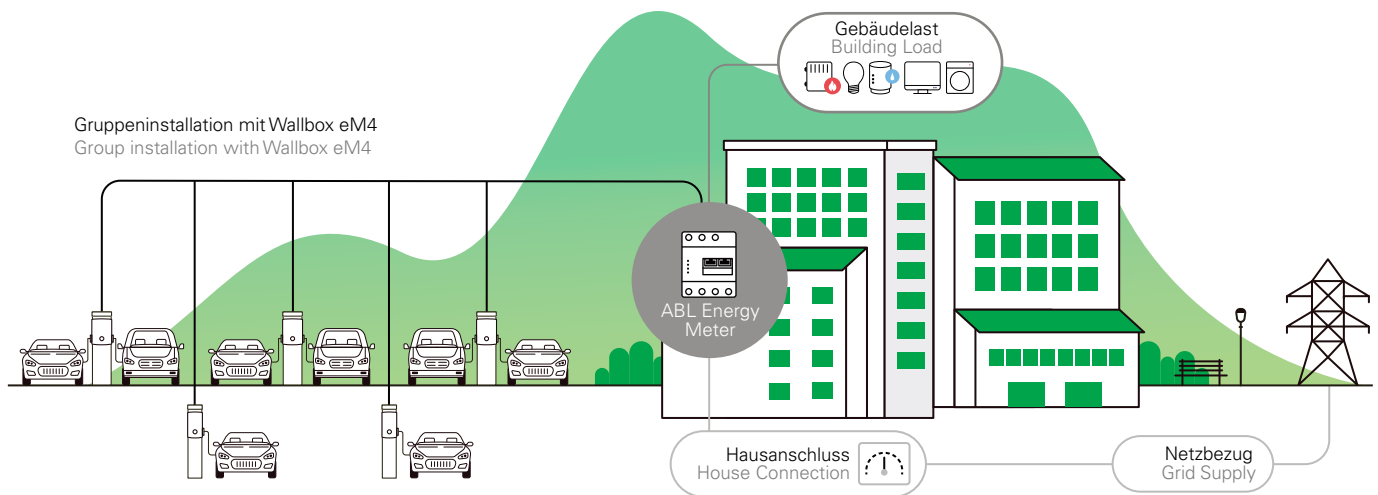 Gebäudelast
Building Load
Gruppeninstallation mit Wallbox eM4
Group installation with Wallbox eM4
ABL Energy
Meter
Hausanschluss
House Connection
Netzbezug
Grid Supply